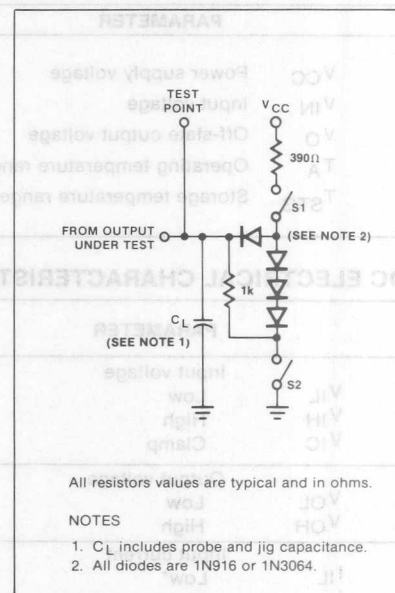 PARAMETER
VCC Power supply voltage
VIN Input voltage
VO Off-state output voltage
TA Operating temperature ran
TSTG Storage temperature range
TEST
POINT
VCC
390Ω
S1
FROM OUTPUT
UNDER TEST
(SEE NOTE 2)
1k
DC ELECTRICAL CHARACTERIST
CL
(SEE NOTE 1)
PARAMETER
S2
Input voltage
VIL Low
VIH High
VIC Clamp
All resistors values are typical and in ohms.
VOL Low
VOH High
NOTES
1. CL includes probe and jig capacitance.
2. All diodes are 1N916 or 1N3064.
IIL Low